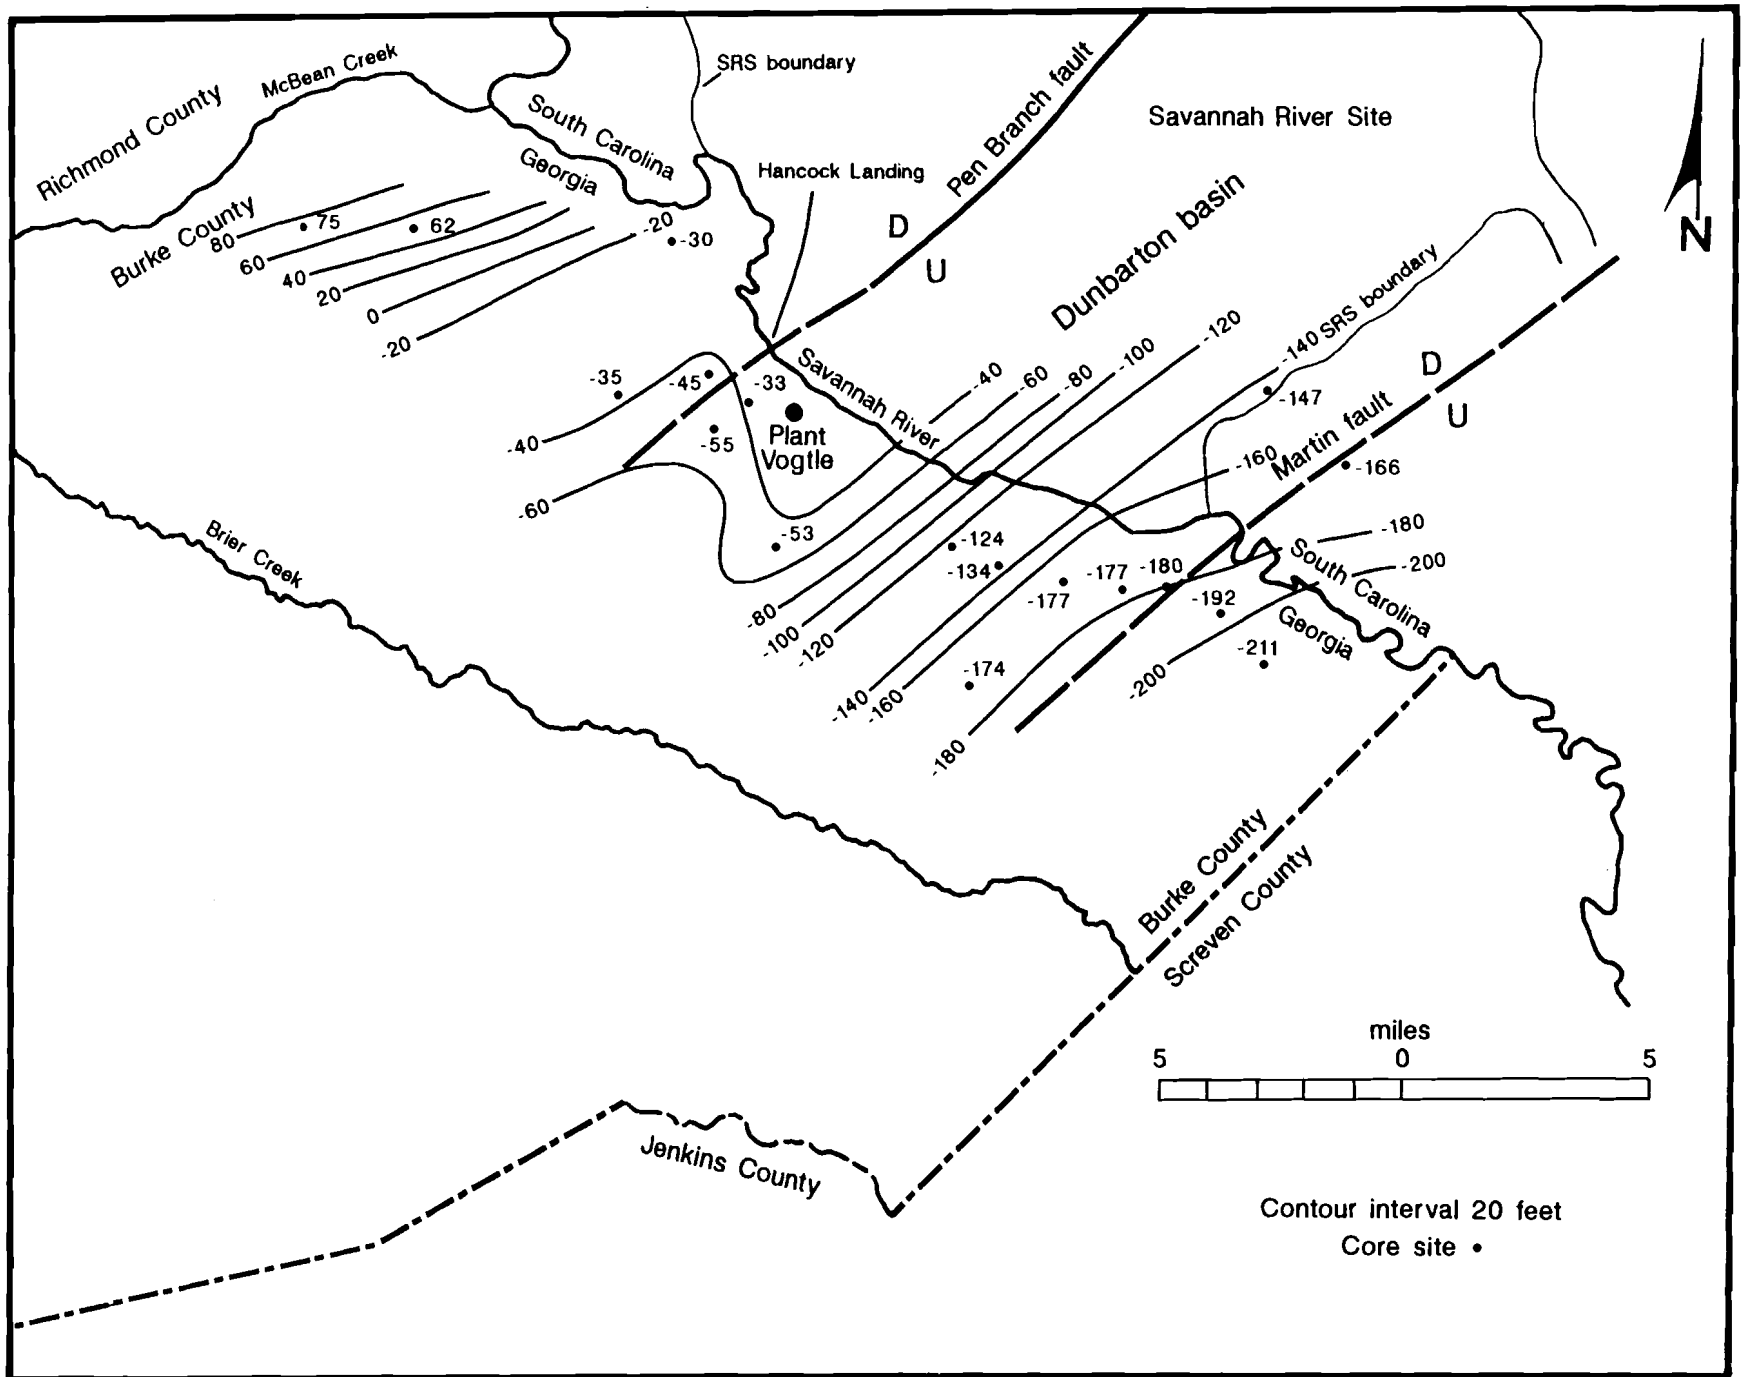 McBean Creek
Richmond County
SRS boundary
South Carolina
Georgia
Pen Branch fault
Savannah River Site
Hancock Landing
Burke County
75
62
-20
-30
80
60
40
20
0
-20
D
U
Dunbarton basin
N
SRS boundary
-120
-100
-80
-60
-40
-140
-147
D
U
Martin fault
-35
-45
-33
-55
Plant
Vogtle
Savannah River
-40
-60
-160
-166
-53
-124
-134
-177
-177
-180
-192
-180
-200
South Carolina
Georgia
-211
-200
-174
-80
-100
-120
-140
-160
-180
Brier Creek
Burke County
Screven County
Jenkins County
miles
5 0 5
Contour interval 20 feet
Core site •